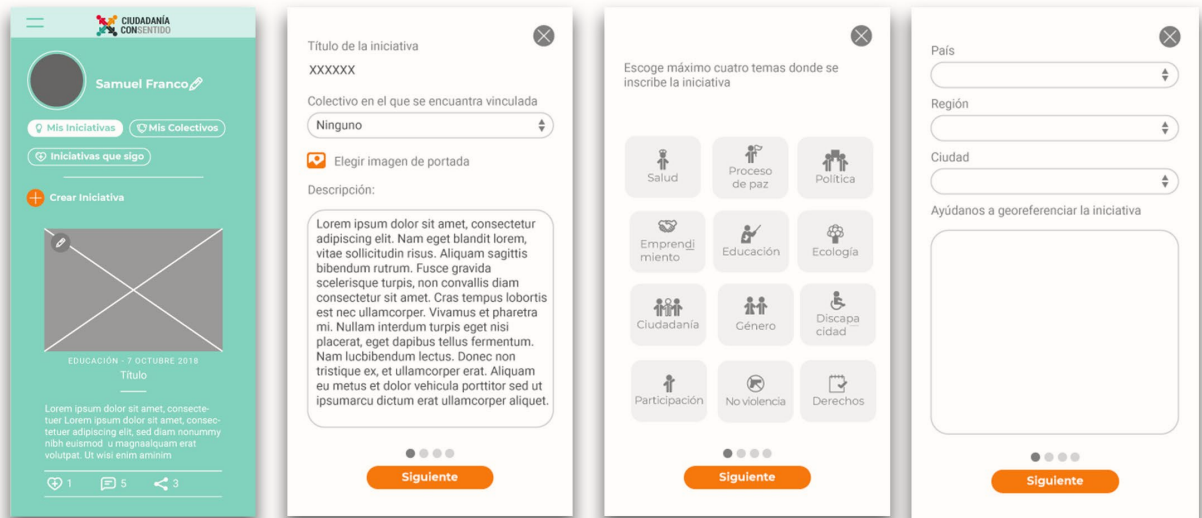 CIUDADANÍA
CONSENTIDO
Samuel Franco
Mis Iniciativas
Mis Colectivos
Iniciativas que sigo
Crear Iniciativa
EDUCACIÓN - 7 OCTUBRE 2018
Título
Lorem ipsum dolor sit amet, consecte-
tuer Lorem ipsum dolor sit amet, consec-
tetuer adipiscing elit, sed diam nonummy
nibh euismod u magnaalquam erat
volutpat. Ut wisi enim aminim
1
5
3
Título de la iniciativa
XXXXXX
Colectivo en el que se encuentra vinculada
Ninguno
Elegir imagen de portada
Descripción:
Lorem ipsum dolor sit amet, consectetur
adipiscing elit. Nam eget blandit lorem,
vitae sollicitudin risus. Aliquam sagittis
bibendum rutrum. Fusce gravida
scelerisque turpis, non convallis diam
consectetur sit amet. Cras tempus lobortis
est nec ullamcorper. Vivamus et pharetra
mi. Nullam interdum turpis eget nisi
placerat, eget dapibus tellus fermentum.
Nam lucbibendum lectus. Donec non
tristique ex, et ullamcorper erat. Aliquam
eu metus et dolor vehicula porttitor sed ut
ipsumarcu dictum erat ullamcorper aliquet.
Siguiente
Escoge máximo cuatro temas donde se
inscribe la iniciativa
Salud
Proceso
de paz
Política
Emprendi
miento
Educación
Ecología
Ciudadanía
Género
Discapa
cidad
Participación
No violencia
Derechos
Siguiente
País
Región
Ciudad
Ayúdanos a georeferenciar la iniciativa
Siguiente